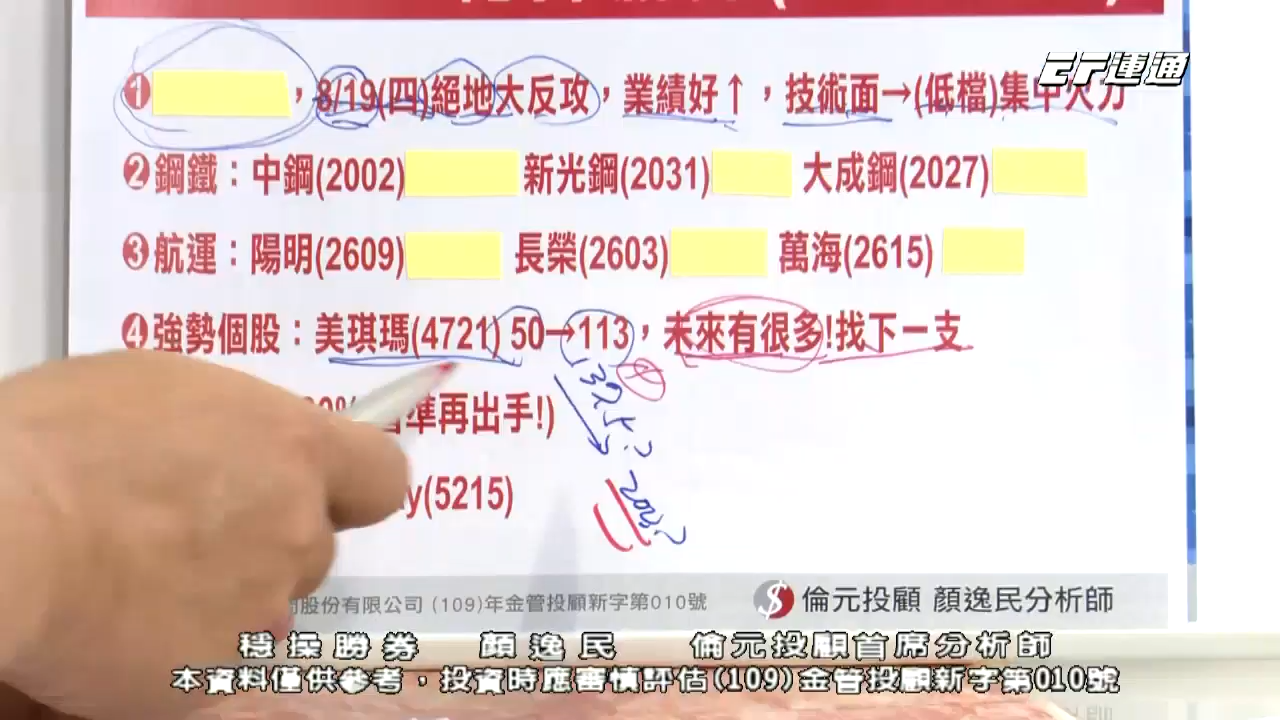 EF運通
❶ ，8/19(四)絕地大反攻，業績好↑，技術面→(低檔)集中火力
❷鋼鐵：中鋼(2002) 新光鋼(2031) 大成鋼(2027)
❸航運：陽明(2609) 長榮(2603) 萬海(2615)
❹強勢個股：美琪瑪(4721) 50→113，未來有很多!找下一支
準再出手!)
y(5215)
股份有限公司 (109)年金管投顧新字第010號
倫元投顧 顏逸民分析師
穩操勝券 顏逸民 倫元投顧首席分析師
本資料僅供參考，投資時應審慎評估(109)金管投顧新字第010號